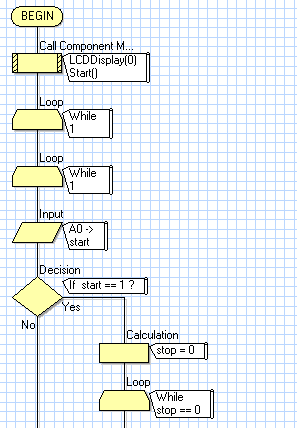 BEGIN
Call Component M...
LCDDisplay(0)
Start()
Loop
While
1
Loop
While
1
Input
A0 ->
start
Decision
If start == 1 ?
Yes
No
Calculation
stop = 0
Loop
While
stop == 0